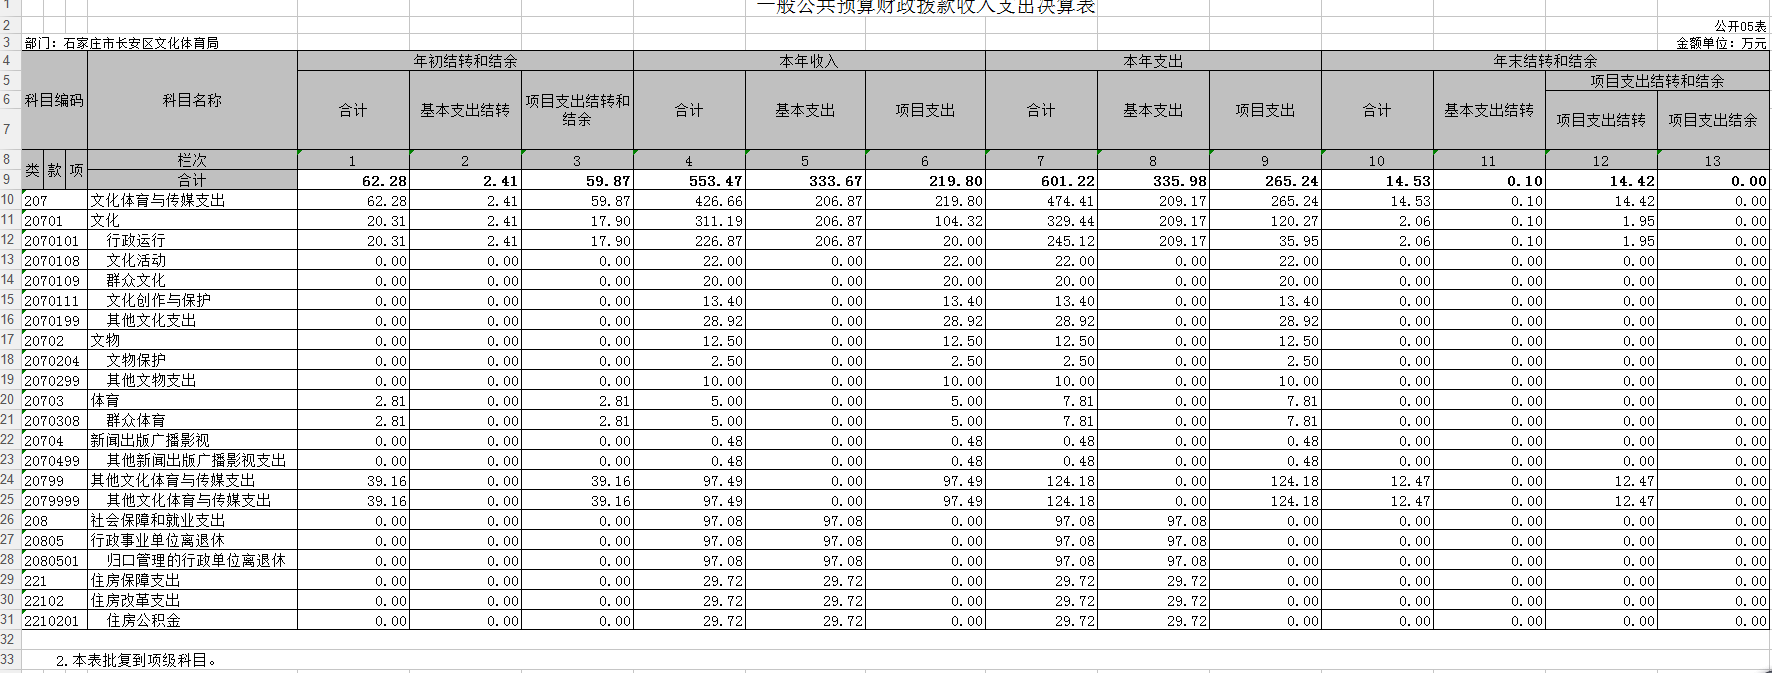 一般公共预算财政拨款收入支出决算表
公开05表
部门：石家庄市长安区文化体育局 金额单位：万元
科目编码 科目名称 年初结转和结余 本年收入 本年支出 年末结转和结余
合计 基本支出结转 项目支出结转和结余 合计 基本支出 项目支出 合计 基本支出 项目支出 合计 基本支出结转 项目支出结转和结余
项目支出结转 项目支出结余
类 款 项 栏次 1 2 3 4 5 6 7 8 9 10 11 12 13
合计 62.28 2.41 59.87 553.47 333.67 219.80 601.22 335.98 265.24 14.53 0.10 14.42 0.00
207 文化体育与传媒支出 62.28 2.41 59.87 426.66 206.87 219.80 474.41 209.17 265.24 14.53 0.10 14.42 0.00
20701 文化 20.31 2.41 17.90 311.19 206.87 104.32 329.44 209.17 120.27 2.06 0.10 1.95 0.00
2070101 行政运行 20.31 2.41 17.90 226.87 206.87 20.00 245.12 209.17 35.95 2.06 0.10 1.95 0.00
2070108 文化活动 0.00 0.00 0.00 22.00 0.00 22.00 22.00 0.00 22.00 0.00 0.00 0.00 0.00
2070109 群众文化 0.00 0.00 0.00 20.00 0.00 20.00 20.00 0.00 20.00 0.00 0.00 0.00 0.00
2070111 文化创作与保护 0.00 0.00 0.00 13.40 0.00 13.40 13.40 0.00 13.40 0.00 0.00 0.00 0.00
2070199 其他文化支出 0.00 0.00 0.00 28.92 0.00 28.92 28.92 0.00 28.92 0.00 0.00 0.00 0.00
20702 文物 0.00 0.00 0.00 12.50 0.00 12.50 12.50 0.00 12.50 0.00 0.00 0.00 0.00
2070204 文物保护 0.00 0.00 0.00 2.50 0.00 2.50 2.50 0.00 2.50 0.00 0.00 0.00 0.00
2070299 其他文物支出 0.00 0.00 0.00 10.00 0.00 10.00 10.00 0.00 10.00 0.00 0.00 0.00 0.00
20703 体育 2.81 0.00 2.81 5.00 0.00 5.00 7.81 0.00 7.81 0.00 0.00 0.00 0.00
2070308 群众体育 2.81 0.00 2.81 5.00 0.00 5.00 7.81 0.00 7.81 0.00 0.00 0.00 0.00
20704 新闻出版广播影视 0.00 0.00 0.00 0.48 0.00 0.48 0.48 0.00 0.48 0.00 0.00 0.00 0.00
2070499 其他新闻出版广播影视支出 0.00 0.00 0.00 0.48 0.00 0.48 0.48 0.00 0.48 0.00 0.00 0.00 0.00
20799 其他文化体育与传媒支出 39.16 0.00 39.16 97.49 0.00 97.49 124.18 0.00 124.18 12.47 0.00 12.47 0.00
2079999 其他文化体育与传媒支出 39.16 0.00 39.16 97.49 0.00 97.49 124.18 0.00 124.18 12.47 0.00 12.47 0.00
208 社会保障和就业支出 0.00 0.00 0.00 97.08 97.08 0.00 97.08 97.08 0.00 0.00 0.00 0.00 0.00
20805 行政事业单位离退休 0.00 0.00 0.00 97.08 97.08 0.00 97.08 97.08 0.00 0.00 0.00 0.00 0.00
2080501 归口管理的行政单位离退休 0.00 0.00 0.00 97.08 97.08 0.00 97.08 97.08 0.00 0.00 0.00 0.00 0.00
221 住房保障支出 0.00 0.00 0.00 29.72 29.72 0.00 29.72 29.72 0.00 0.00 0.00 0.00 0.00
22102 住房改革支出 0.00 0.00 0.00 29.72 29.72 0.00 29.72 29.72 0.00 0.00 0.00 0.00 0.00
2210201 住房公积金 0.00 0.00 0.00 29.72 29.72 0.00 29.72 29.72 0.00 0.00 0.00 0.00 0.00
2.本表批复到项级科目。